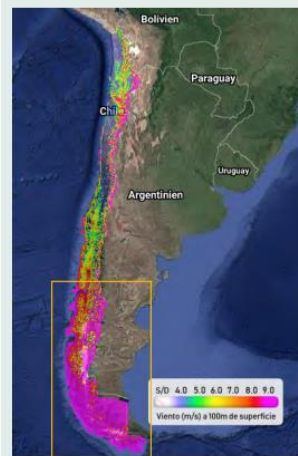 Bolivien
Paraguay
Chile
Uruguay
Argentinien
S/D 4.0 5.0 6.0 7.0 8.0 9.0
Viento (m/s) a 100m de superficie